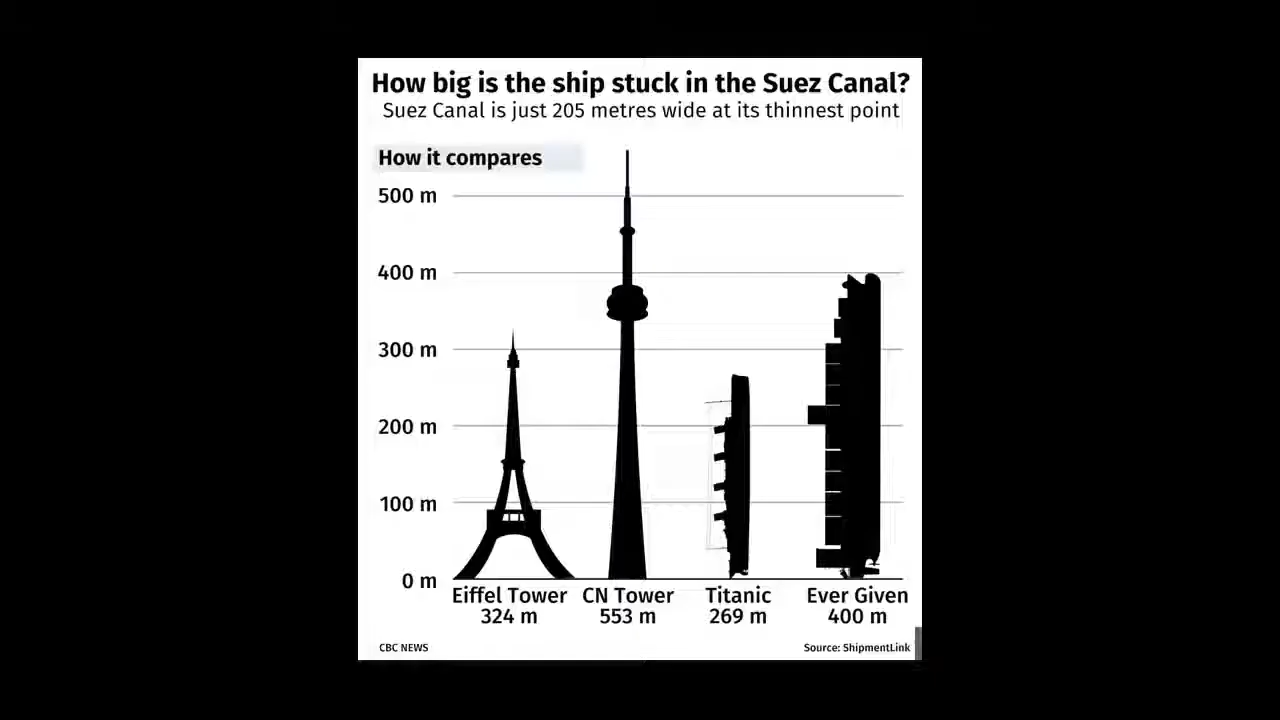 How big is the ship stuck in the Suez Canal?
Suez Canal is just 205 metres wide at its thinnest point
How it compares
500 m
400 m
300 m
200 m
100 m
0 m
Eiffel Tower
324 m
CN Tower
553 m
Titanic
269 m
Ever Given
400 m
CBC NEWS
Source: ShipmentLink